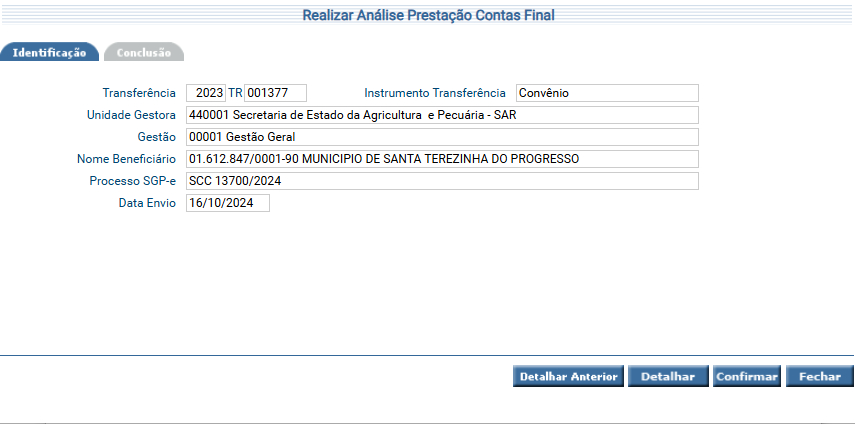 Realizar Análise Prestação Contas Final
Identificação Conclusão
Transferência 2023 TR 001377 Instrumento Transferência Convênio
Unidade Gestora 440001 Secretaria de Estado da Agricultura e Pecuária - SAR
Gestão 00001 Gestão Geral
Nome Beneficiário 01.612.847/0001-90 MUNICIPIO DE SANTA TEREZINHA DO PROGRESSO
Processo SGP-e SCC 13700/2024
Data Envio 16/10/2024
Detalhar Anterior Detalhar Confirmar Fechar